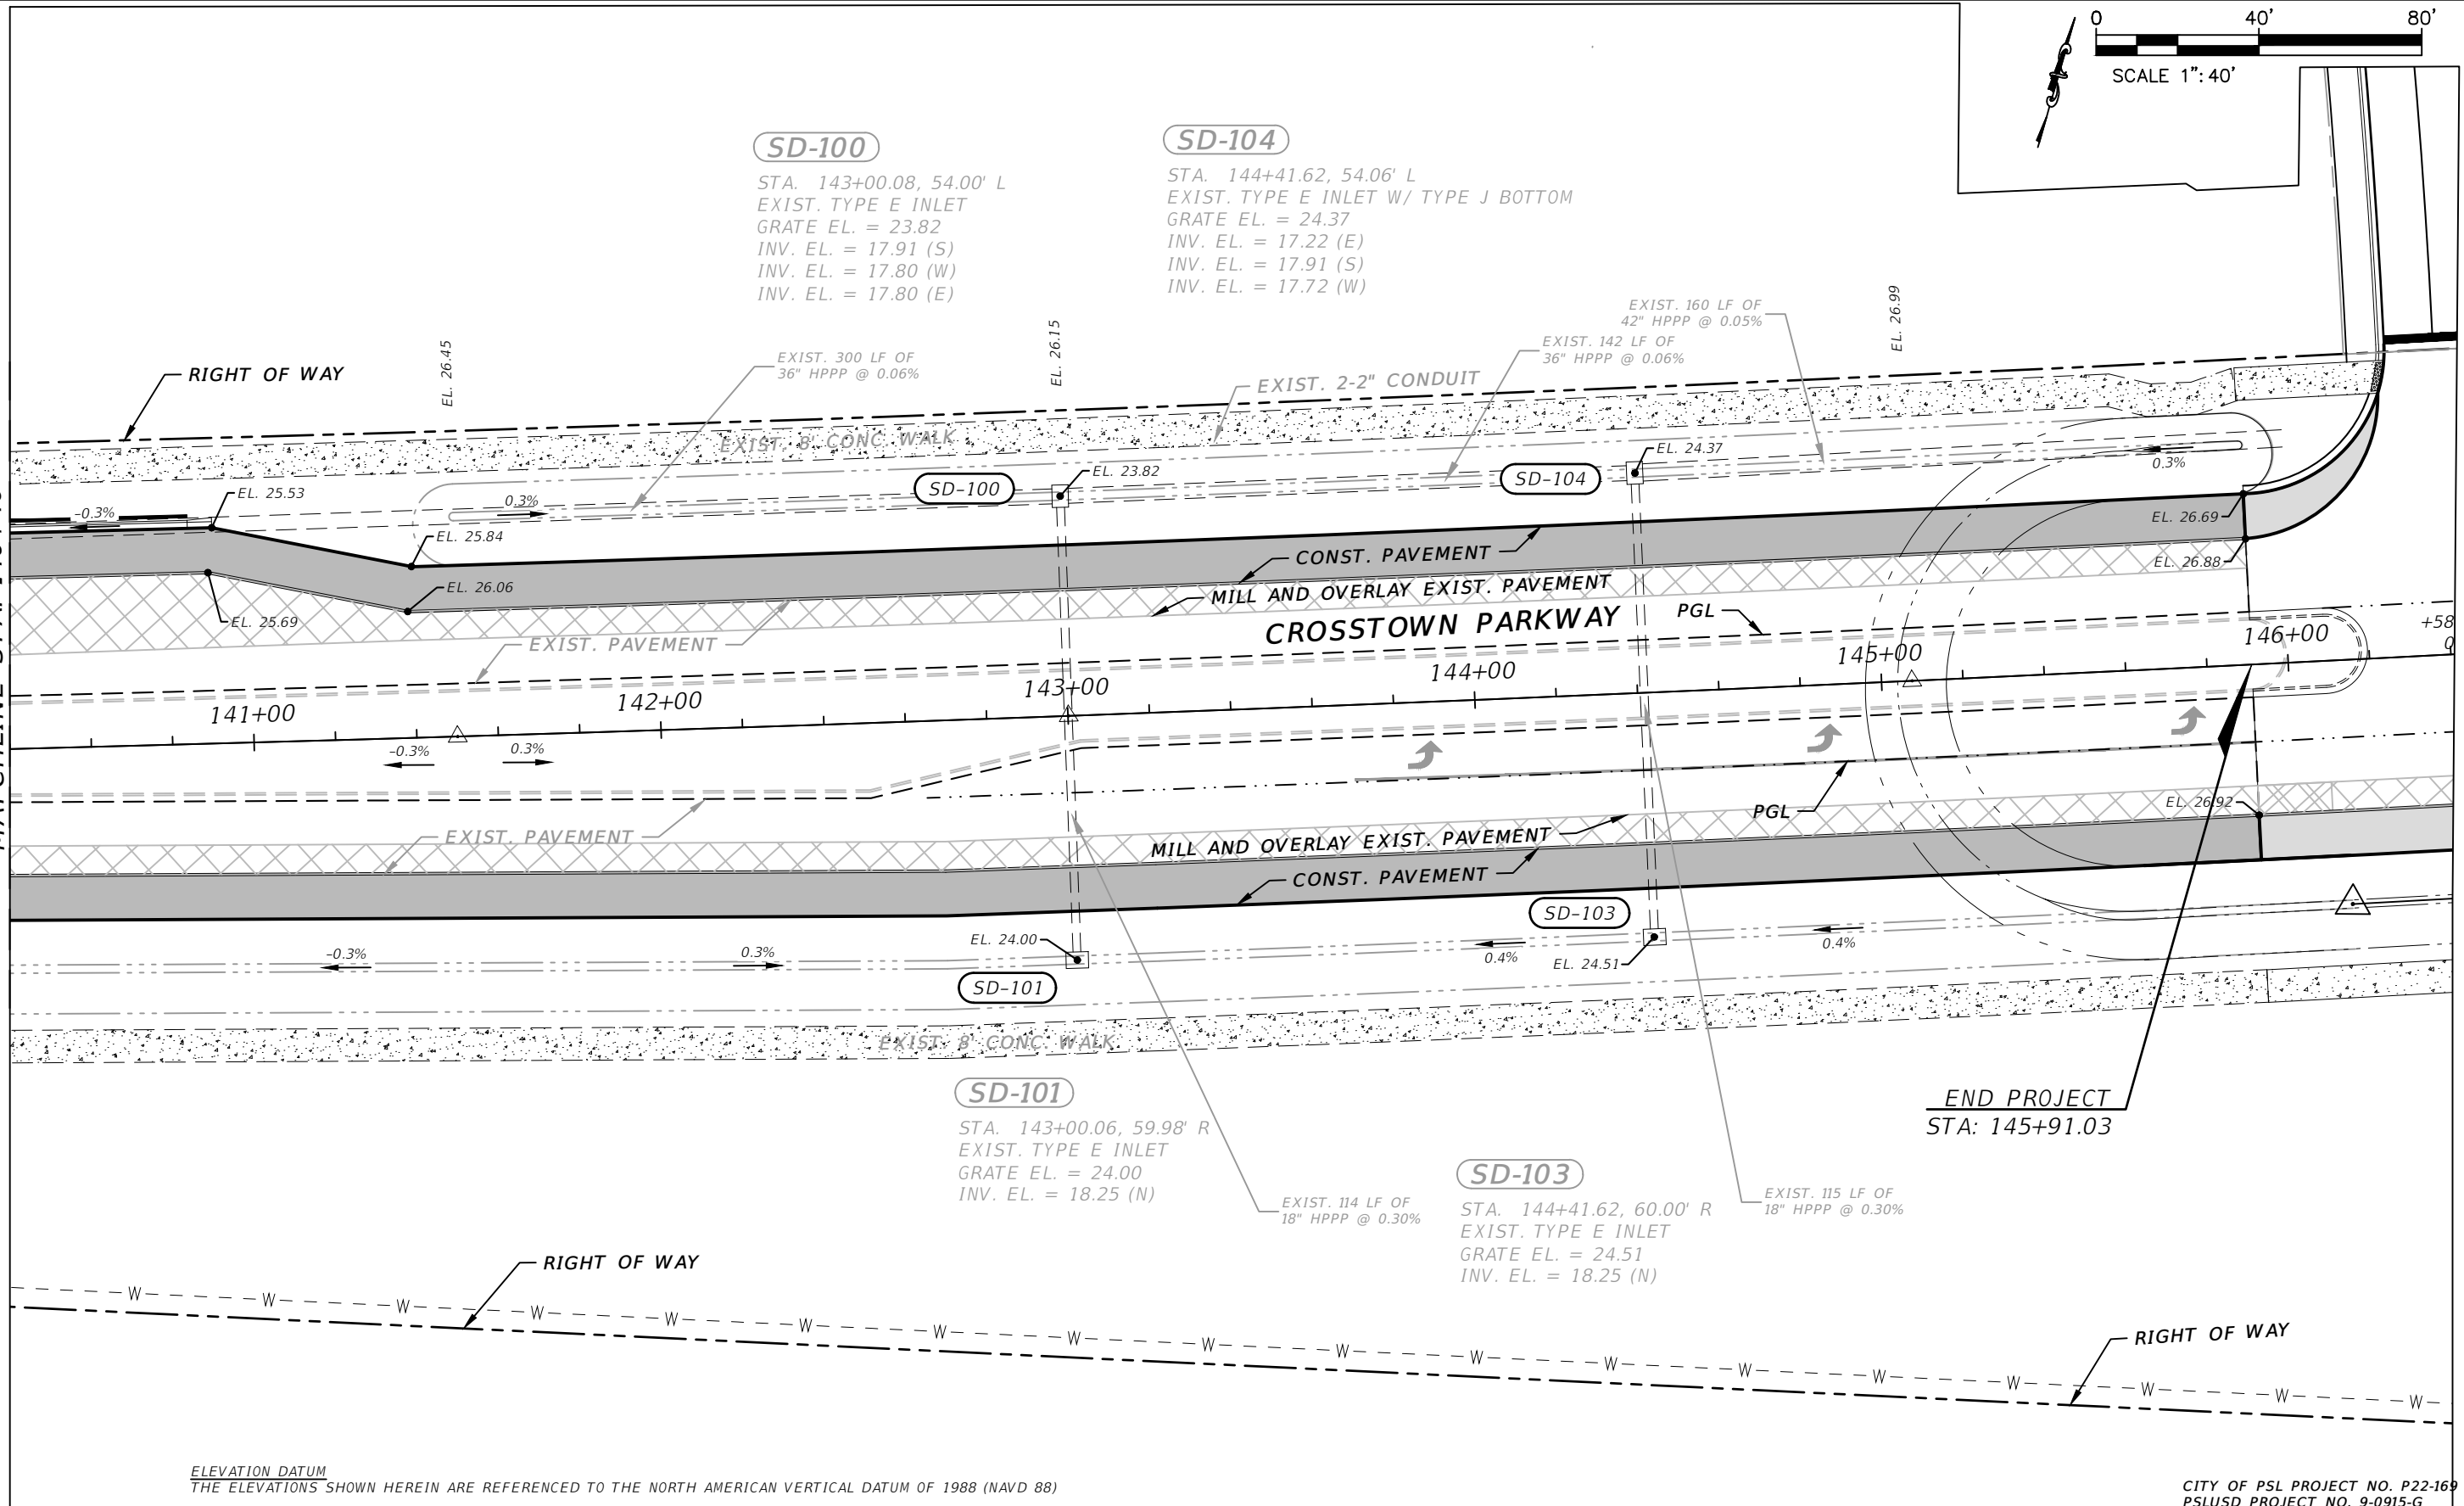 0 40' 80'
SCALE 1":40'
SD-100
STA. 143+00.08, 54.00' L
EXIST. TYPE E INLET
GRATE EL. = 23.82
INV. EL. = 17.91 (S)
INV. EL. = 17.80 (W)
INV. EL. = 17.80 (E)
SD-104
STA. 144+41.62, 54.06' L
EXIST. TYPE E INLET W/ TYPE J BOTTOM
GRATE EL. = 24.37
INV. EL. = 17.22 (E)
INV. EL. = 17.91 (S)
INV. EL. = 17.72 (W)
EL. 26.45
EL. 26.15
EL. 26.99
EXIST. 160 LF OF
42" HPPP @ 0.05%
EXIST. 142 LF OF
36" HPPP @ 0.06%
EXIST. 300 LF OF
36" HPPP @ 0.06%
RIGHT OF WAY
EXIST. 2-2" CONDUIT
EXIST. 8' CONC. WALK
EL. 25.53
-0.3%
0.3%
SD-100
EL. 23.82
SD-104
EL. 24.37
0.3%
EL. 25.84
EL. 26.06
EL. 25.69
EL. 26.69
EL. 26.88
CONST. PAVEMENT
MILL AND OVERLAY EXIST. PAVEMENT
EXIST. PAVEMENT
CROSSTOWN PARKWAY
PGL
141+00
142+00
143+00
144+00
145+00
146+00
+58
-0.3%
0.3%
EXIST. PAVEMENT
MILL AND OVERLAY EXIST. PAVEMENT
PGL
EL. 26.92
CONST. PAVEMENT
SD-103
-0.3%
0.3%
EL. 24.00
0.4%
EL. 24.51
0.4%
SD-101
EXIST. 8' CONC. WALK
SD-101
STA. 143+00.06, 59.98' R
EXIST. TYPE E INLET
GRATE EL. = 24.00
INV. EL. = 18.25 (N)
EXIST. 114 LF OF
18" HPPP @ 0.30%
SD-103
STA. 144+41.62, 60.00' R
EXIST. TYPE E INLET
GRATE EL. = 24.51
INV. EL. = 18.25 (N)
EXIST. 115 LF OF
18" HPPP @ 0.30%
END PROJECT
STA: 145+91.03
RIGHT OF WAY
W W W W W W W W W W W W W W W W W W
RIGHT OF WAY
ELEVATION DATUM
THE ELEVATIONS SHOWN HEREIN ARE REFERENCED TO THE NORTH AMERICAN VERTICAL DATUM OF 1988 (NAVD 88)
CITY OF PSL PROJECT NO. P22-169
PSLUSD PROJECT NO. 9-0915-G